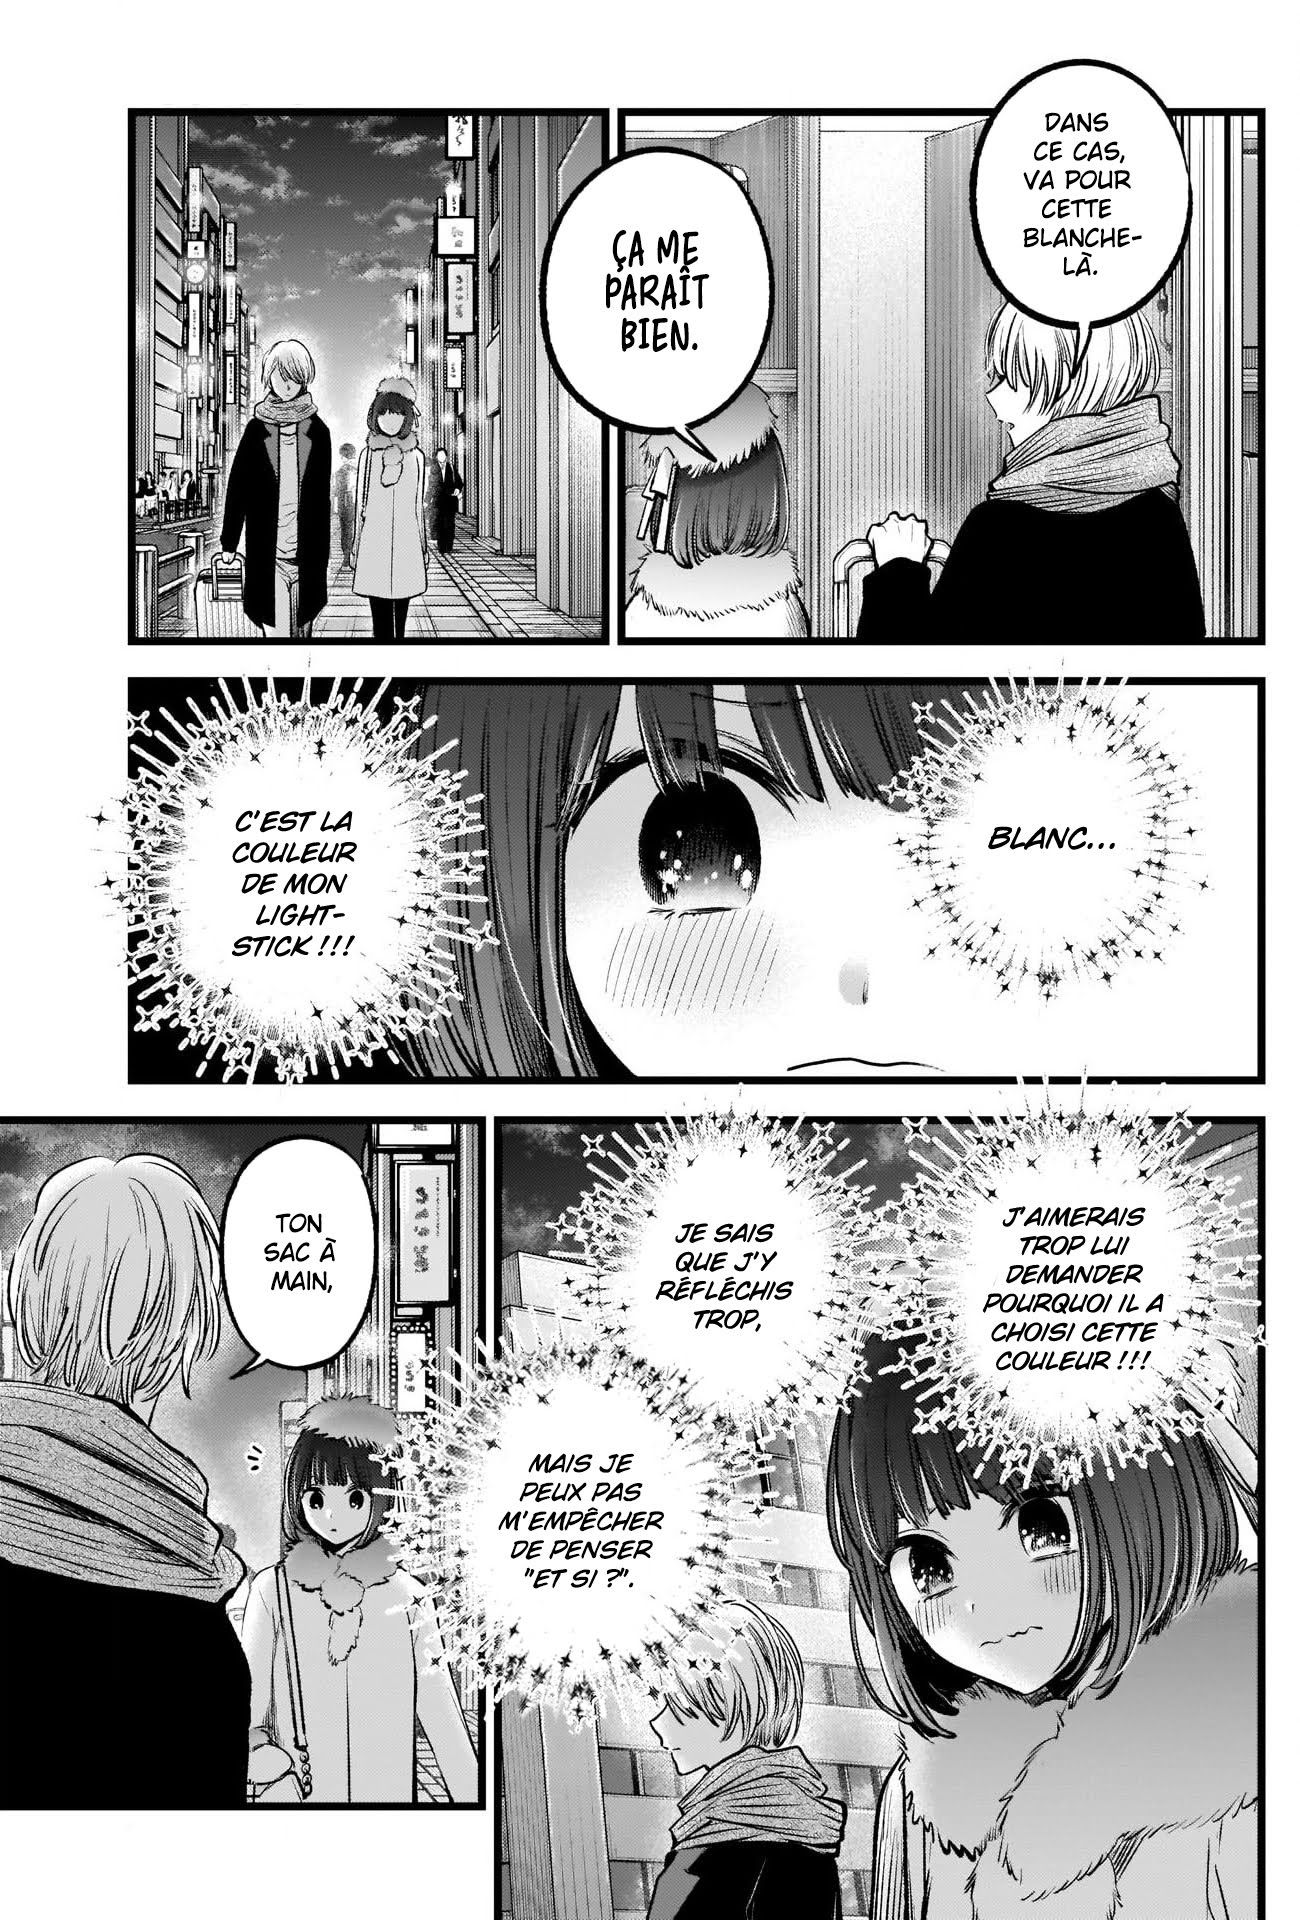 DANS
CE CAS,
VA POUR
CETTE
BLANCHE-
LÀ.
ÇA ME
PARAÎT
BIEN.
BLANC...
C'EST LA
COULEUR
DE MON
LIGHT-
STICK !!!
J'AIMERAIS
TROP LUI
DEMANDER
POURQUOI IL A
CHOISI CETTE
COULEUR !!!
JE SAIS
QUE J'Y
RÉFLÉCHIS
TROP,
MAIS JE
PEUX PAS
M'EMPÊCHER
DE PENSER
"ET SI ?".
TON
SAC À
MAIN,